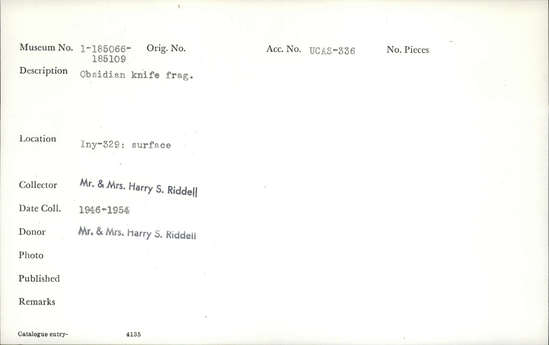 Museum No. 1-185066- Orig. No. Acc. No. UCAS-336 No. Pieces
185109
Description Obsidian knife frag.
Location Iny-329: surface
Collector Mr. & Mrs. Harry S. Riddell
Date Coll. 1946-1954
Donor Mr. & Mrs. Harry S. Riddell
Photo
Published
Remarks
Catalogue entry- 4135